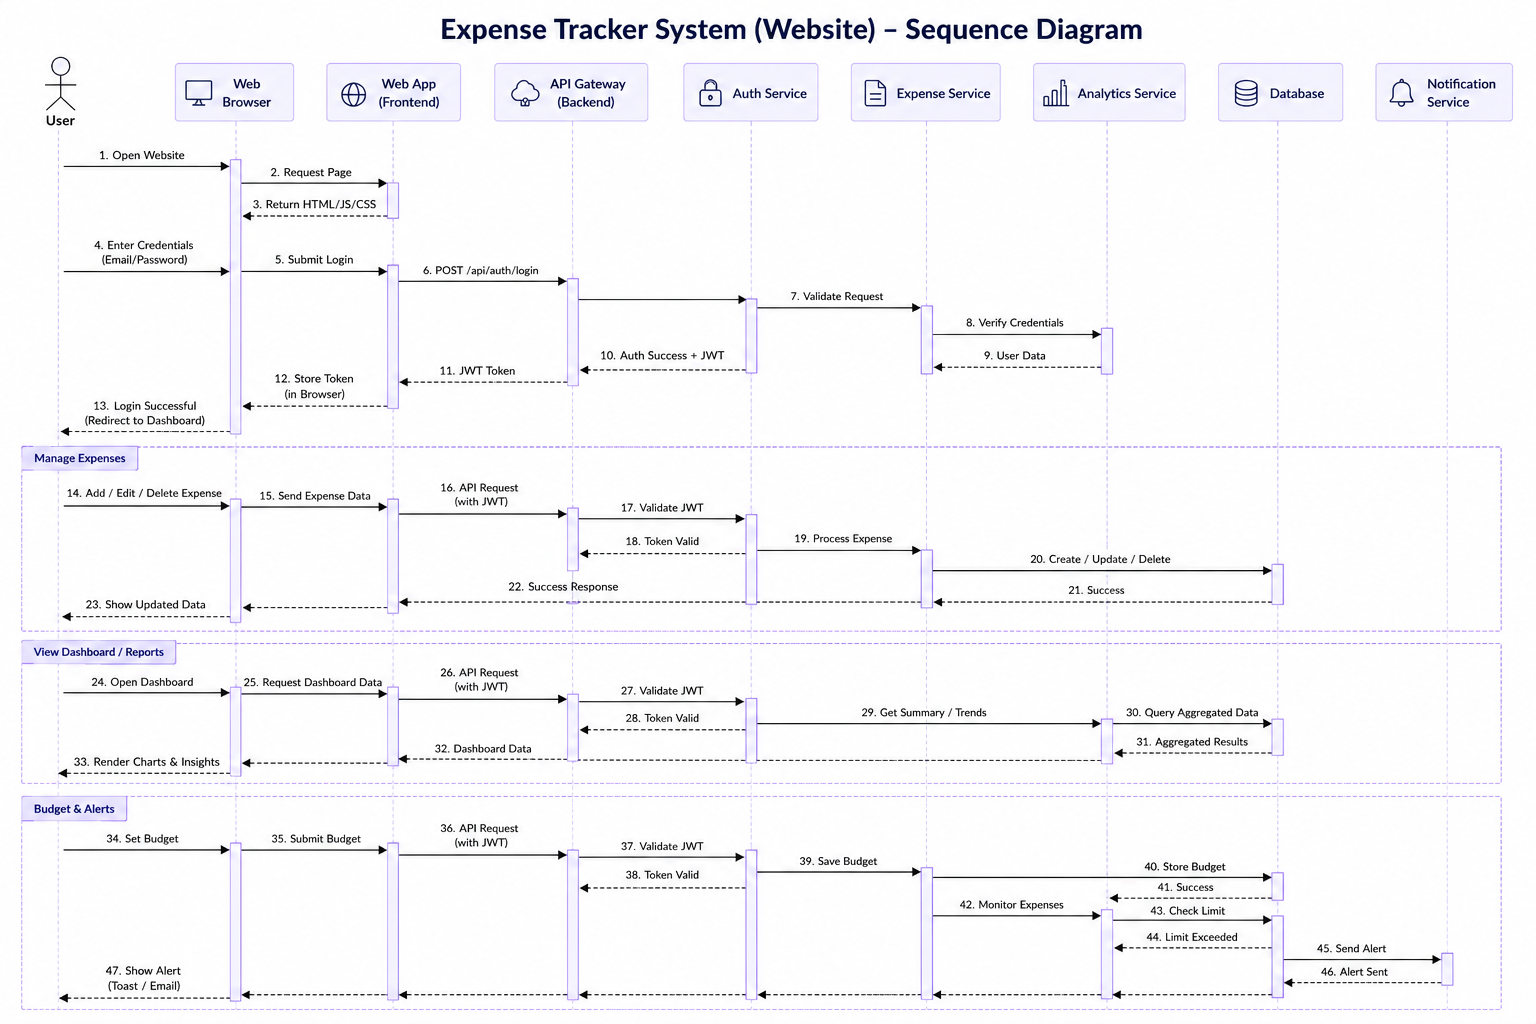 Expense Tracker System (Website) – Sequence Diagram
User
Web
Browser
Web App
(Frontend)
API Gateway
(Backend)
Auth Service
Expense Service
Analytics Service
Database
Notification
Service
1. Open Website
2. Request Page
3. Return HTML/JS/CSS
4. Enter Credentials
(Email/Password)
5. Submit Login
6. POST /api/auth/login
7. Validate Request
8. Verify Credentials
9. User Data
10. Auth Success + JWT
11. JWT Token
12. Store Token
(in Browser)
13. Login Successful
(Redirect to Dashboard)
Manage Expenses
14. Add / Edit / Delete Expense
15. Send Expense Data
16. API Request
(with JWT)
17. Validate JWT
18. Token Valid
19. Process Expense
20. Create / Update / Delete
21. Success
22. Success Response
23. Show Updated Data
View Dashboard / Reports
24. Open Dashboard
25. Request Dashboard Data
26. API Request
(with JWT)
27. Validate JWT
28. Token Valid
29. Get Summary / Trends
30. Query Aggregated Data
31. Aggregated Results
32. Dashboard Data
33. Render Charts & Insights
Budget & Alerts
34. Set Budget
35. Submit Budget
36. API Request
(with JWT)
37. Validate JWT
38. Token Valid
39. Save Budget
40. Store Budget
41. Success
42. Monitor Expenses
43. Check Limit
44. Limit Exceeded
45. Send Alert
46. Alert Sent
47. Show Alert
(Toast / Email)